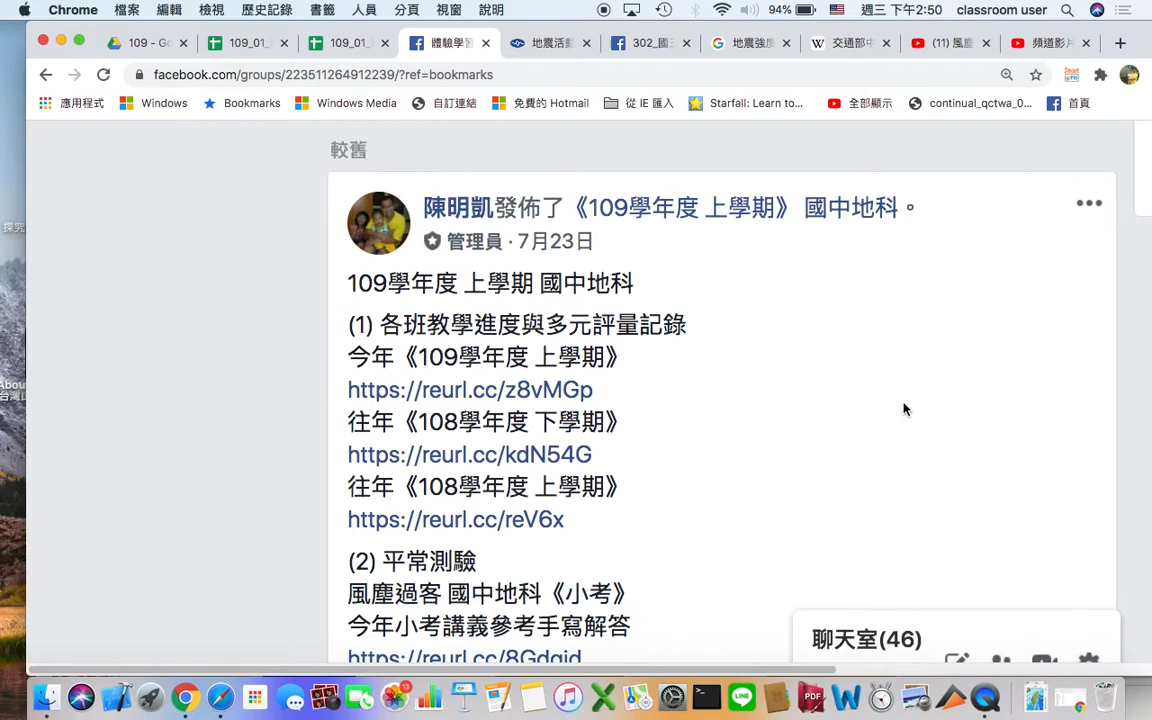 Chrome 檔案 編輯 檢視 歷史記錄 書籤 人員 分頁 視窗 說明 94% 週三 下午2:50 classroom user
109 - Go 109_01_ 109_01_ 體驗學習 地震活動 302_國三 地震強度 交通部中 (11) 風塵 頻道影片
facebook.com/groups/223511264912239/?ref=bookmarks
應用程式 Windows Bookmarks Windows Media 自訂連結 免費的 Hotmail 從 IE 匯入 Starfall: Learn to... 全部顯示 continual_qctwa_0... 首頁
較舊
陳明凱發佈了《109學年度 上學期》 國中地科。
管理員 · 7月23日
109學年度 上學期 國中地科
(1) 各班教學進度與多元評量記錄
今年《109學年度 上學期》
https://reurl.cc/z8vMGp
往年《108學年度 下學期》
https://reurl.cc/kdN54G
往年《108學年度 上學期》
https://reurl.cc/reV6x
(2) 平常測驗
風塵過客 國中地科《小考》
今年小考講義參考手寫解答
聊天室(46)
探究
About